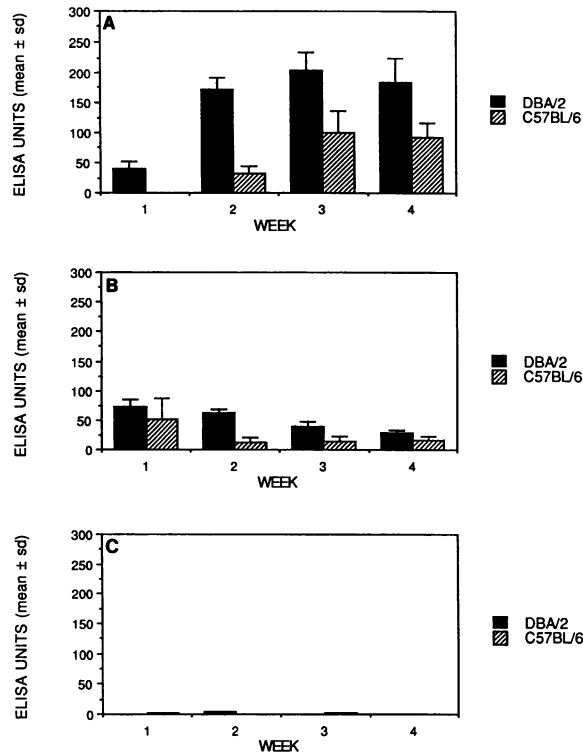 A
ELISA UNITS (mean ± sd)
300
250
200
150
100
50
0
1 2 3 4
WEEK
DBA/2
C57BL/6
B
ELISA UNITS (mean ± sd)
300
250
200
150
100
50
0
1 2 3 4
WEEK
DBA/2
C57BL/6
C
ELISA UNITS (mean ± sd)
300
250
200
150
100
50
0
1 2 3 4
WEEK
DBA/2
C57BL/6